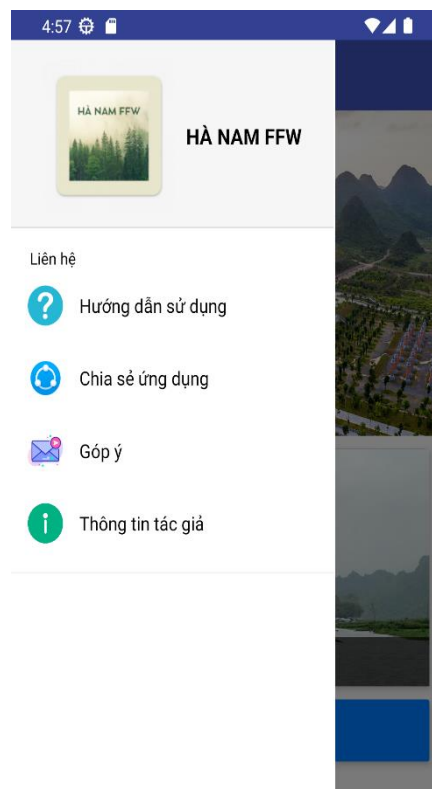 4:57
HÀ NAM FFW
HÀ NAM FFW
Liên hệ
Hướng dẫn sử dụng
Chia sẻ ứng dụng
Góp ý
Thông tin tác giả